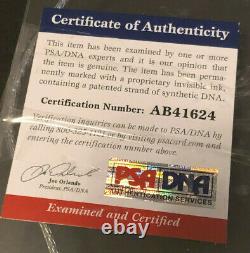 Certificate of Authenticity
This item has been examined by one or more
PSA/DNA experts and it is our opinion that
the item is genuine. The item has been perma-
nently marked with a proprietary invisible ink,
containing a patented strand of synthetic DNA.
Certification Number: AB41624
Verification inquiries can be made to PSA/DNA by
calling 800- or by visiting psacard.com and
Joe Orlando
President, PSA/DNA
PSA DNA
AUTHENTICATION SERVICES
Examined and Certified